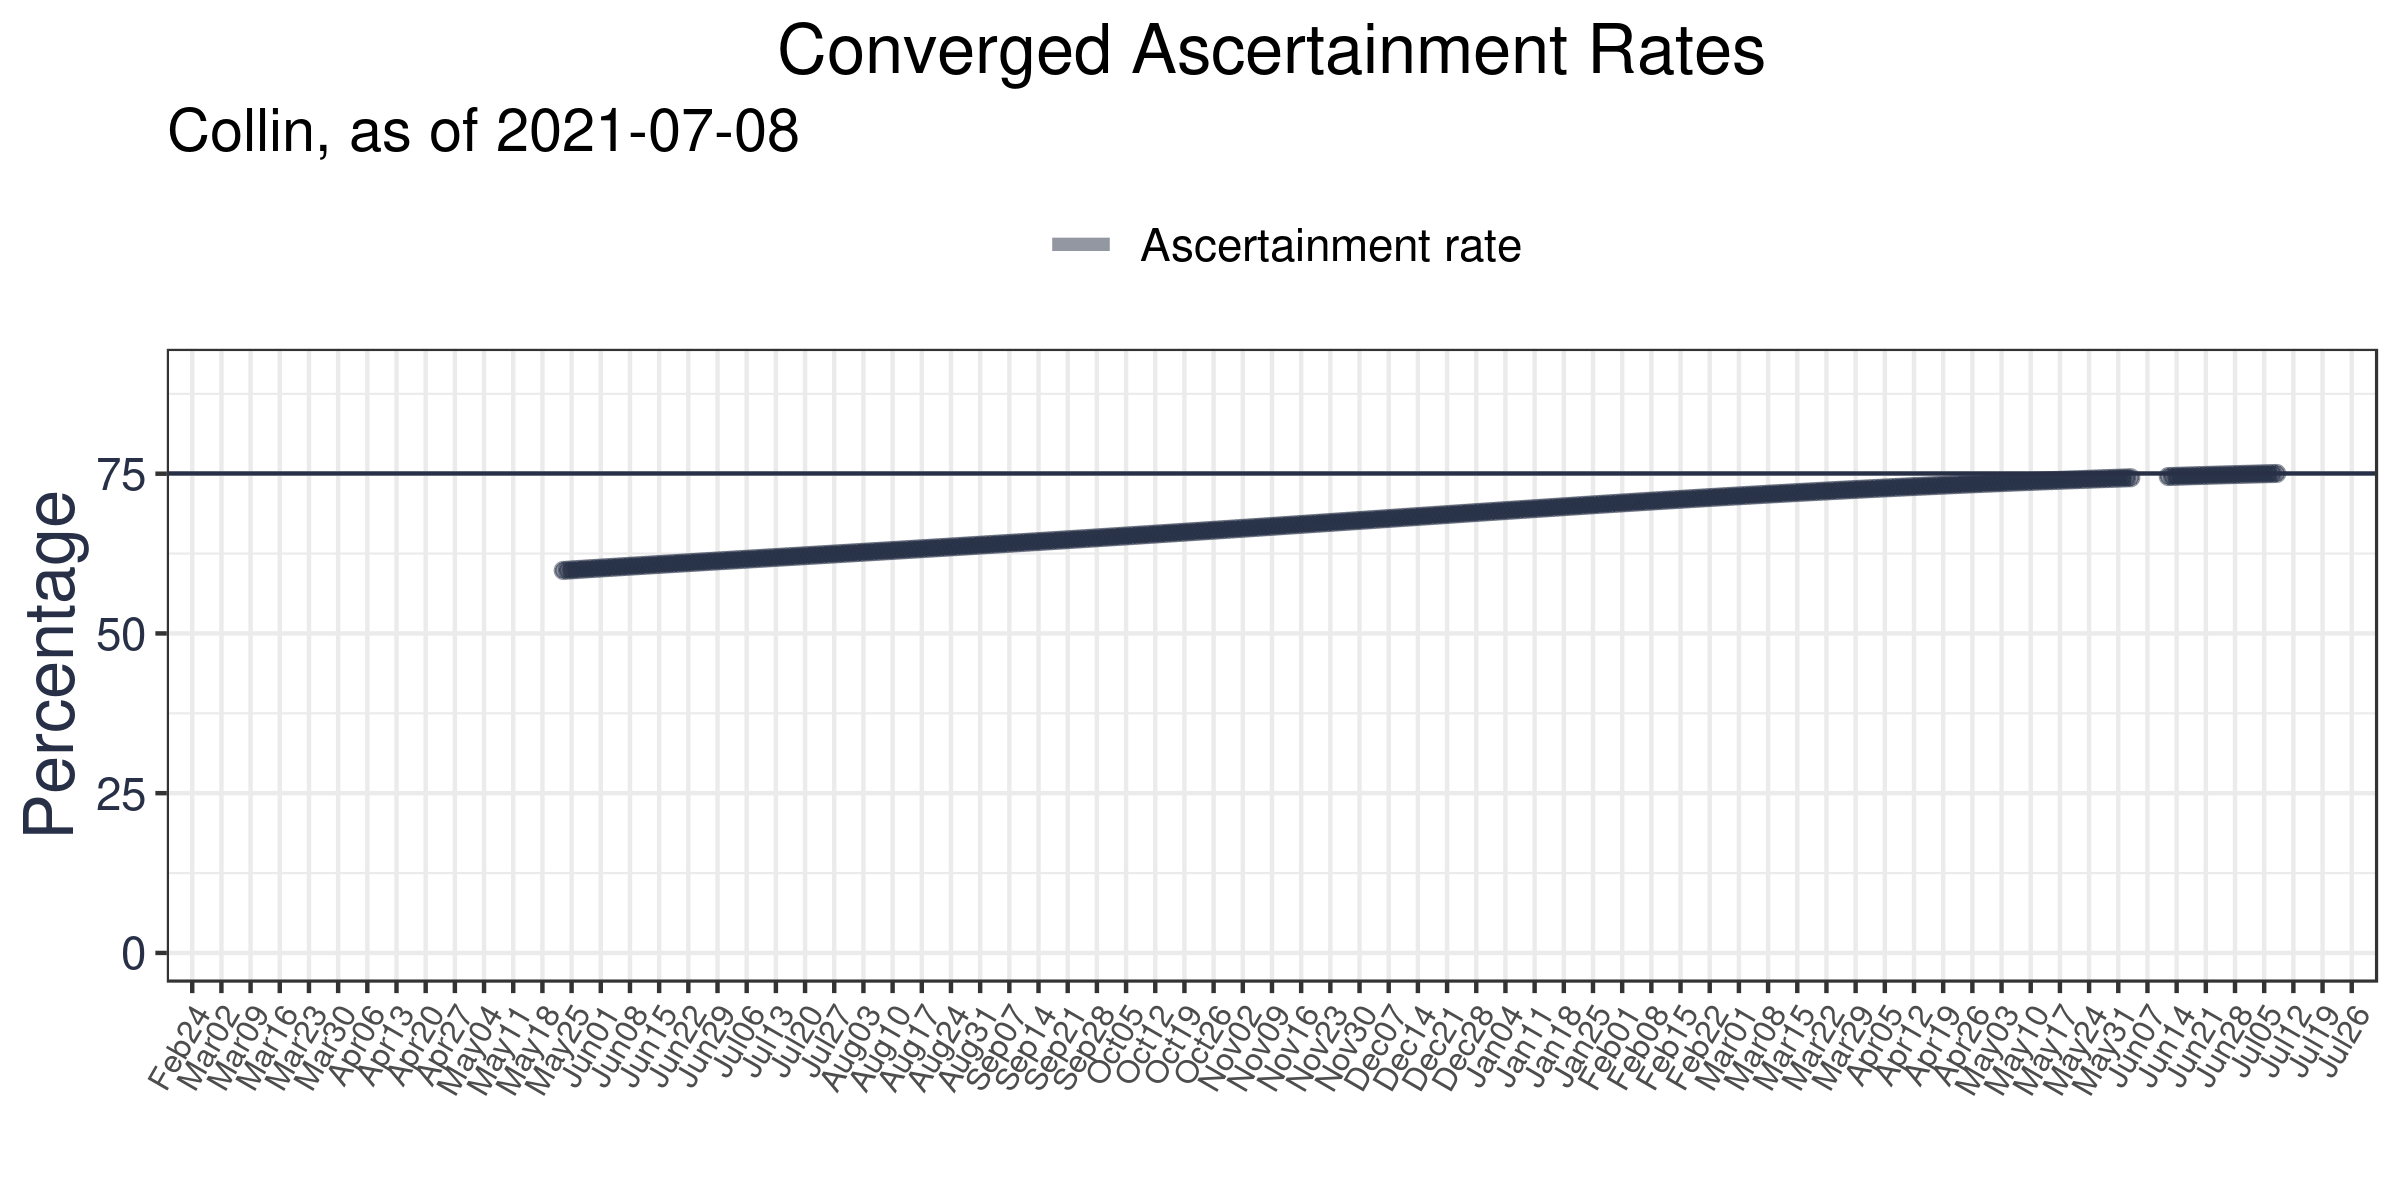 Converged Ascertainment Rates
Collin, as of 2021-07-08
Ascertainment rate
Percentage
75
50
25
0
Feb24
Mar02
Mar09
Mar16
Mar23
Mar30
Apr06
Apr13
Apr20
Apr27
May04
May11
May18
May25
Jun01
Jun08
Jun15
Jun22
Jun29
Jul06
Jul13
Jul20
Jul27
Aug03
Aug10
Aug17
Aug24
Aug31
Sep07
Sep14
Sep21
Sep28
Oct05
Oct12
Oct19
Oct26
Nov02
Nov09
Nov16
Nov23
Nov30
Dec07
Dec14
Dec21
Dec28
Jan04
Jan11
Jan18
Jan25
Feb01
Feb08
Feb15
Feb22
Mar01
Mar08
Mar15
Mar22
Mar29
Apr05
Apr12
Apr19
Apr26
May03
May10
May17
May24
May31
Jun07
Jun14
Jun21
Jun28
Jul05
Jul12
Jul19
Jul26